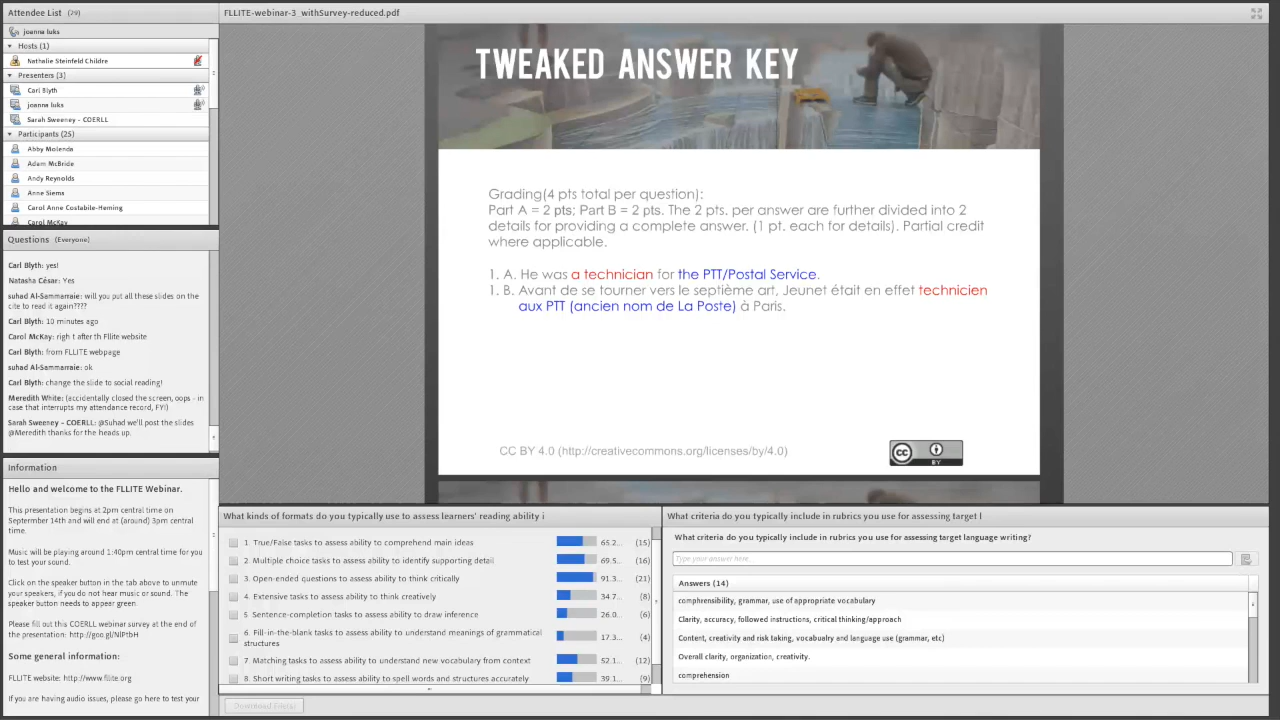 Attendee List (29)
joanna luks
Hosts (1)
Nathalie Steinfeld Childre
Presenters (3)
Carl Blyth
joanna luks
Sarah Sweeney - COERLL
Participants (25)
Abby Molenda
Adam McBride
Andy Reynolds
Anne Siems
Carol Anne Costabile-Heming
Carol McKay
Questions (Everyone)
Carl Blyth: yes!
Natasha César: Yes
suhad Al-Sammarraie: will you put all these slides on the
cite to read it again????
Carl Blyth: 10 minutes ago
Carol McKay: righ t after th Fllite website
Carl Blyth: from FLLITE webpage
suhad Al-Sammarraie: ok
Carl Blyth: change the slide to social reading!
Meredith White: (accidentally closed the screen, oops - in
case that interrupts my attendance record, FYI)
Sarah Sweeney - COERLL: @Suhad we'll post the slides
@Meredith thanks for the heads up.
Information
Hello and welcome to the FLLITE Webinar.
This presentation begins at 2pm central time on
Septermber 14th and will end at (around) 3pm central
time.
Music will be playing around 1:40pm central time for you
to test your sound.
Click on the speaker button in the tab above to unmute
your speakers, if you do not hear music or sound. The
speaker button needs to appear green.
Please fill out this COERLL webinar survey at the end of
the presentation: http://goo.gl/NlPtbH
Some general information:
FLLITE website: http://www.fllite.org
If you are having audio issues, please go here to test your
FLLITE-webinar-3_withSurvey-reduced.pdf
TWEAKED ANSWER KEY
Grading(4 pts total per question):
Part A = 2 pts; Part B = 2 pts. The 2 pts. per answer are further divided into 2
details for providing a complete answer. (1 pt. each for details). Partial credit
where applicable.
1. A. He was a technician for the PTT/Postal Service.
1. B. Avant de se tourner vers le septième art, Jeunet était en effet technicien
aux PTT (ancien nom de La Poste) à Paris.
CC BY 4.0 (http://creativecommons.org/licenses/by/4.0)
cc BY
What kinds of formats do you typically use to assess learners' reading ability i
1. True/False tasks to assess ability to comprehend main ideas 65.2... (15)
2. Multiple choice tasks to assess ability to identify supporting detail 69.5... (16)
3. Open-ended questions to assess ability to think critically 91.3... (21)
4. Extensive tasks to assess ability to think creatively 34.7... (8)
5 Sentence-completion tasks to assess ability to draw inference 26.0... (6)
6. Fill-in-the-blank tasks to assess ability to understand meanings of grammatical
structures 17.3... (4)
7. Matching tasks to assess ability to understand new vocabulary from context 52.1... (12)
8. Short writing tasks to assess ability to spell words and structures accurately 39.1... (9)
Download File(s)
What criteria do you typically include in rubrics you use for assessing target l
What criteria do you typically include in rubrics you use for assessing target language writing?
Type your answer here
Answers (14)
comphrensibility, grammar, use of appropriate vocabulary
Clarity, accuracy, followed instructions, critical thinking/approach
Content, creativity and risk taking, vocabualry and language use (grammar, etc)
Overall clarity, organization, creativity.
comprehension